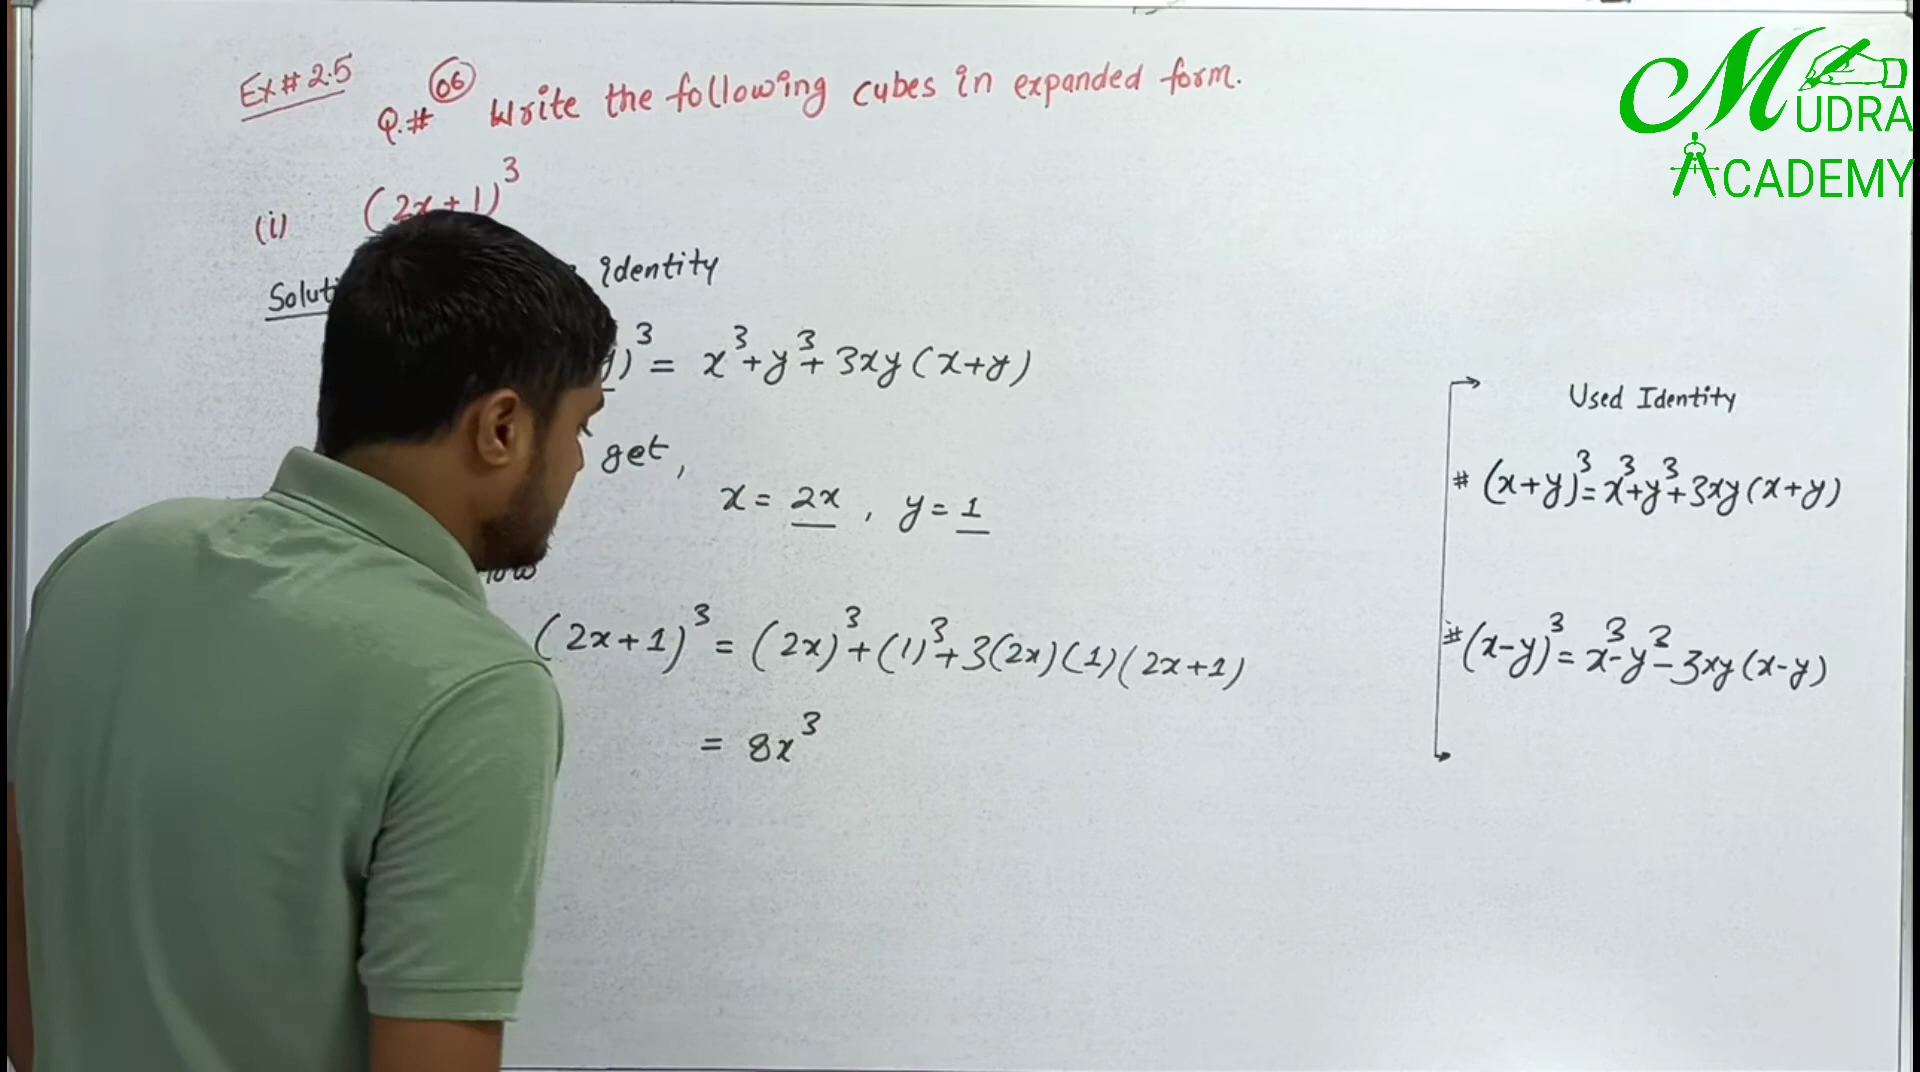 Ex# 2.5
Q.# 06 Write the following cubes in expanded form.
(i) (2x+1)³
identity
)³ = x³+y³+3xy(x+y)
get,
x = 2x , y = 1
(2x+1)³ = (2x)³+(1)³+3(2x)(1)(2x+1)
= 8x³
Used Identity
# (x+y)³=x³+y³+3xy(x+y)
# (x-y)³=x³-y³-3xy(x-y)
MUDRA
ACADEMY